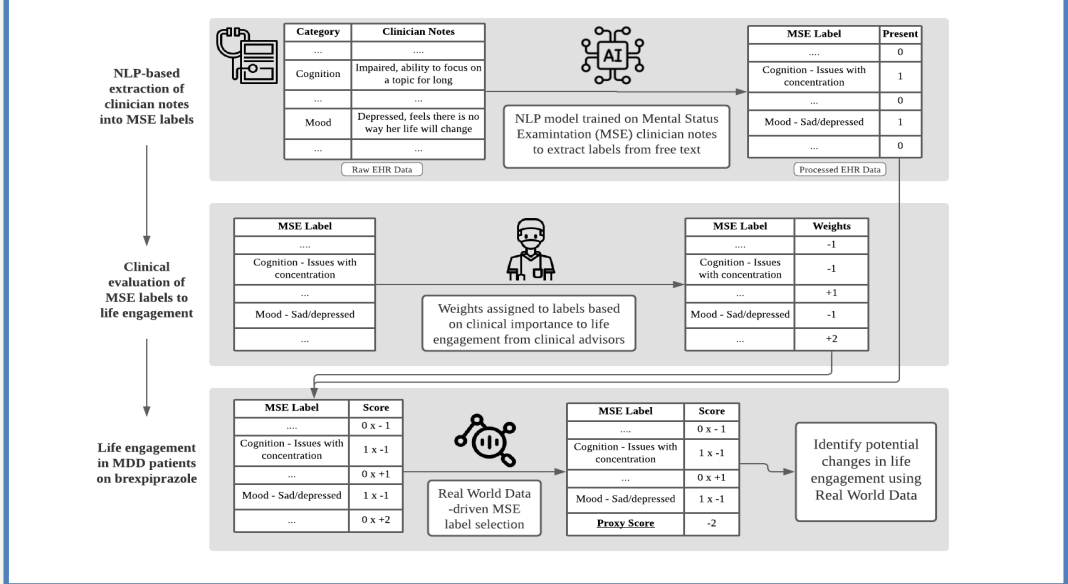 NLP-based
extraction of
clinician notes
into MSE labels
Category Clinician Notes
... ....
Cognition Impaired, ability to focus on
a topic for long
... ...
Mood Depressed, feels there is no
way her life will change
... ...
Raw EHR Data
AI
NLP model trained on Mental Status
Examintation (MSE) clinician notes
to extract labels from free text
MSE Label Present
.... 0
Cognition - Issues with
concentration 1
... 0
Mood - Sad/depressed 1
... 0
Processed EHR Data
Clinical
evaluation of
MSE labels to
life engagement
MSE Label
....
Cognition - Issues with
concentration
...
Mood - Sad/depressed
...
Weights assigned to labels based
on clinical importance to life
engagement from clinical advisors
MSE Label Weights
.... -1
Cognition - Issues
with concentration -1
... +1
Mood - Sad/depressed -1
... +2
Life engagement
in MDD patients
on brexpiprazole
MSE Label Score
.... 0 x - 1
Cognition - Issues with
concentration 1 x -1
... 0 x +1
Mood - Sad/depressed 1 x -1
... 0 x +2
Real World Data
-driven MSE
label selection
MSE Label Score
.... 0 x - 1
Cognition - Issues with
concentration 1 x -1
... 0 x +1
Mood - Sad/depressed 1 x -1
Proxy Score -2
Identify potential
changes in life
engagement using
Real World Data